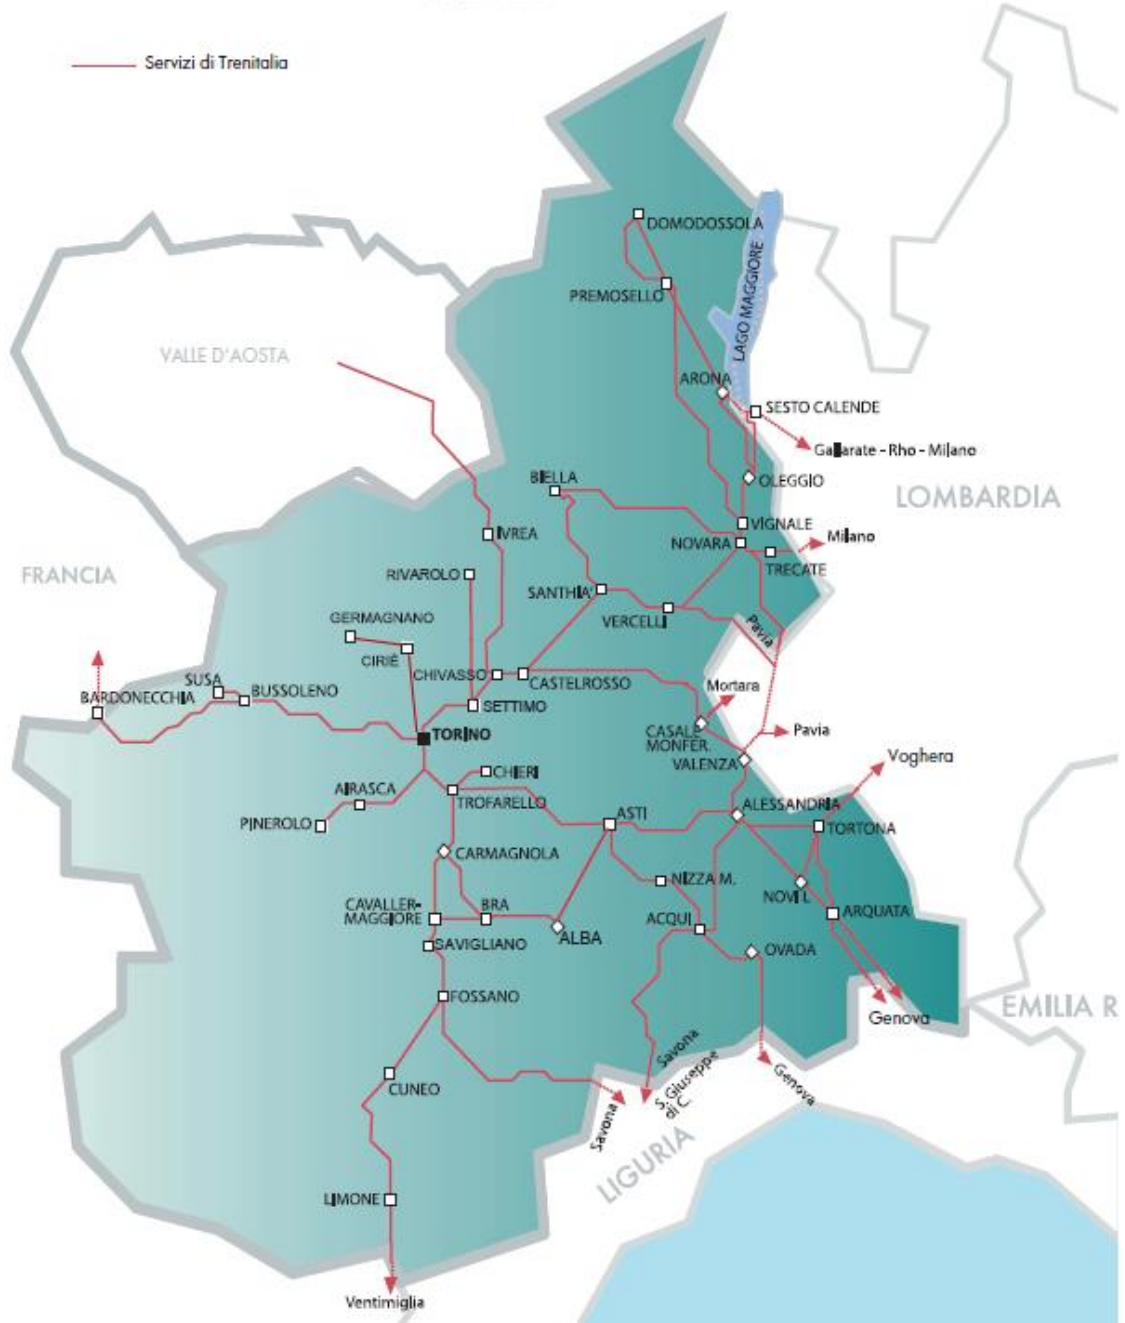 Servizi di Trenitalia
DOMODOSSOLA
PREMOSELLO
LAGO MAGGIORE
VALLE D'AOSTA
ARONA
SESTO CALENDE
Gallarate - Rho - Milano
BIELLA
OLEGGIO
LOMBARDIA
VIGNALE
IVREA
NOVARA
Milano
TRECATE
FRANCIA
RIVAROLO
SANTHIA'
GERMAGNANO
VERCELLI
Pavia
CIRIÈ
CHIVASSO
CASTELROSSO
SUSA
BUSSOLENO
BARDONECCHIA
Mortara
SETTIMO
CASALE
MONFER.
Pavia
TORINO
VALENZA
Voghera
CHIERI
AIRASCA
TROFARELLO
ALESSANDRIA
ASTI
PINEROLO
TORTONA
CARMAGNOLA
NIZZA M.
NOVI L.
CAVALLER-
MAGGIORE
BRA
ACQUI
ARQUATA
ALBA
SAVIGLIANO
OVADA
FOSSANO
EMILIA R
Genova
Savona
S. Giuseppe
di C.
Genova
CUNEO
Savona
LIGURIA
LIMONE
Ventimiglia